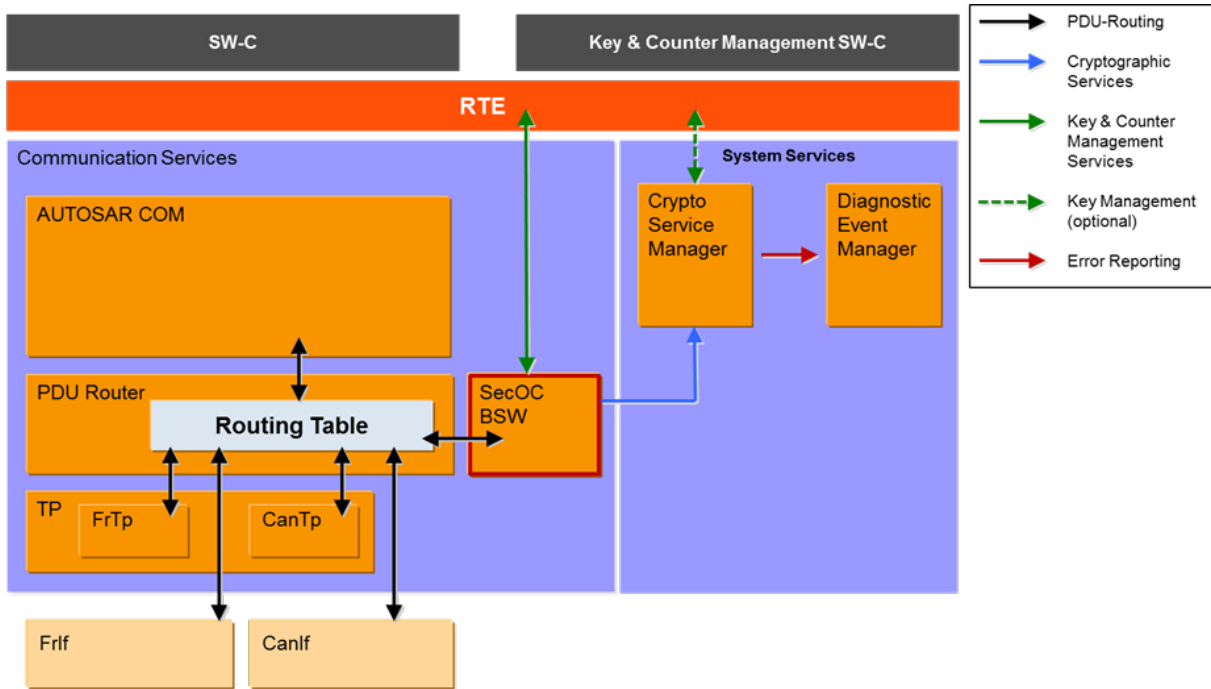 SW-C
Key & Counter Management SW-C
RTE
Communication Services
System Services
AUTOSAR COM
Crypto
Service
Manager
Diagnostic
Event
Manager
PDU Router
Routing Table
SecOC
BSW
TP
FrTp
CanTp
FrIf
CanIf
PDU-Routing
Cryptographic
Services
Key & Counter
Management
Services
Key Management
(optional)
Error Reporting